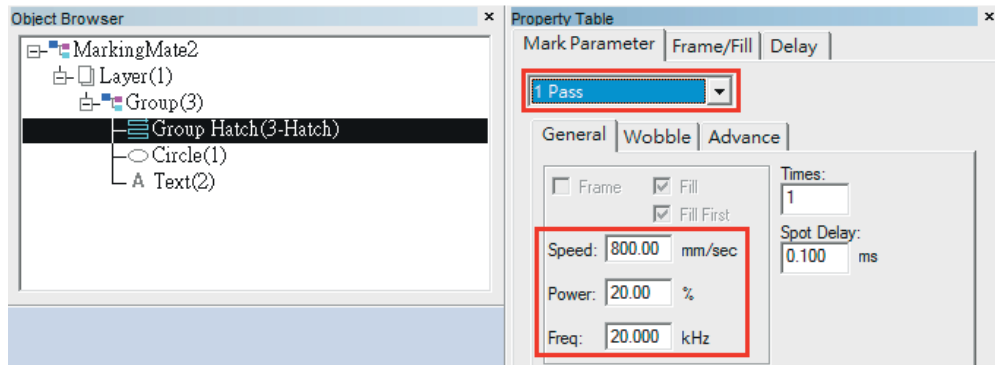 Object Browser
MarkingMate2
Layer(1)
Group(3)
Group Hatch(3-Hatch)
Circle(1)
A Text(2)
Property Table
Mark Parameter Frame/Fill Delay
1 Pass
General Wobble Advance
Frame Fill
Fill First
Times:
1
Speed: 800.00 mm/sec
Spot Delay:
0.100 ms
Power: 20.00 %
Freq: 20.000 kHz